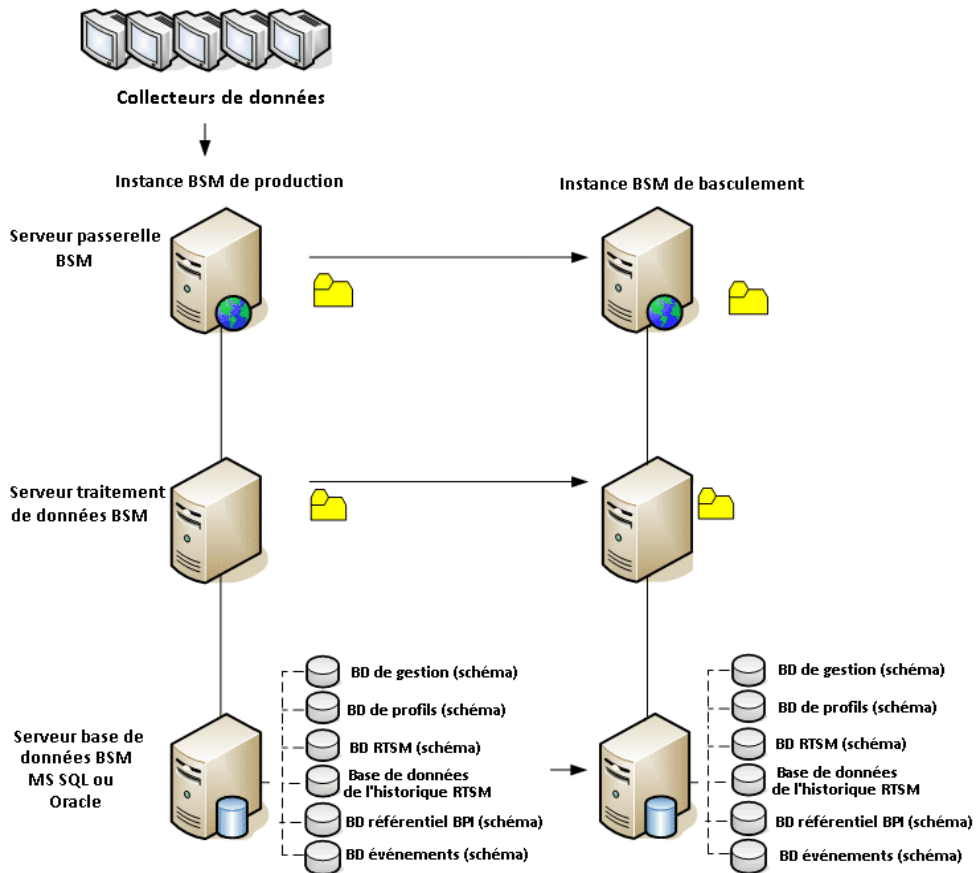 Collecteurs de données
Instance BSM de production
Instance BSM de basculement
Serveur passerelle
BSM
Serveur traitement
de données BSM
Serveur base de
données BSM
MS SQL ou
Oracle
BD de gestion (schéma)
BD de profils (schéma)
BD RTSM (schéma)
Base de données
de l'historique RTSM
BD référentiel BPI (schéma)
BD événements (schéma)
BD de gestion (schéma)
BD de profils (schéma)
BD RTSM (schéma)
Base de données
de l'historique RTSM
BD référentiel BPI (schéma)
BD événements (schéma)